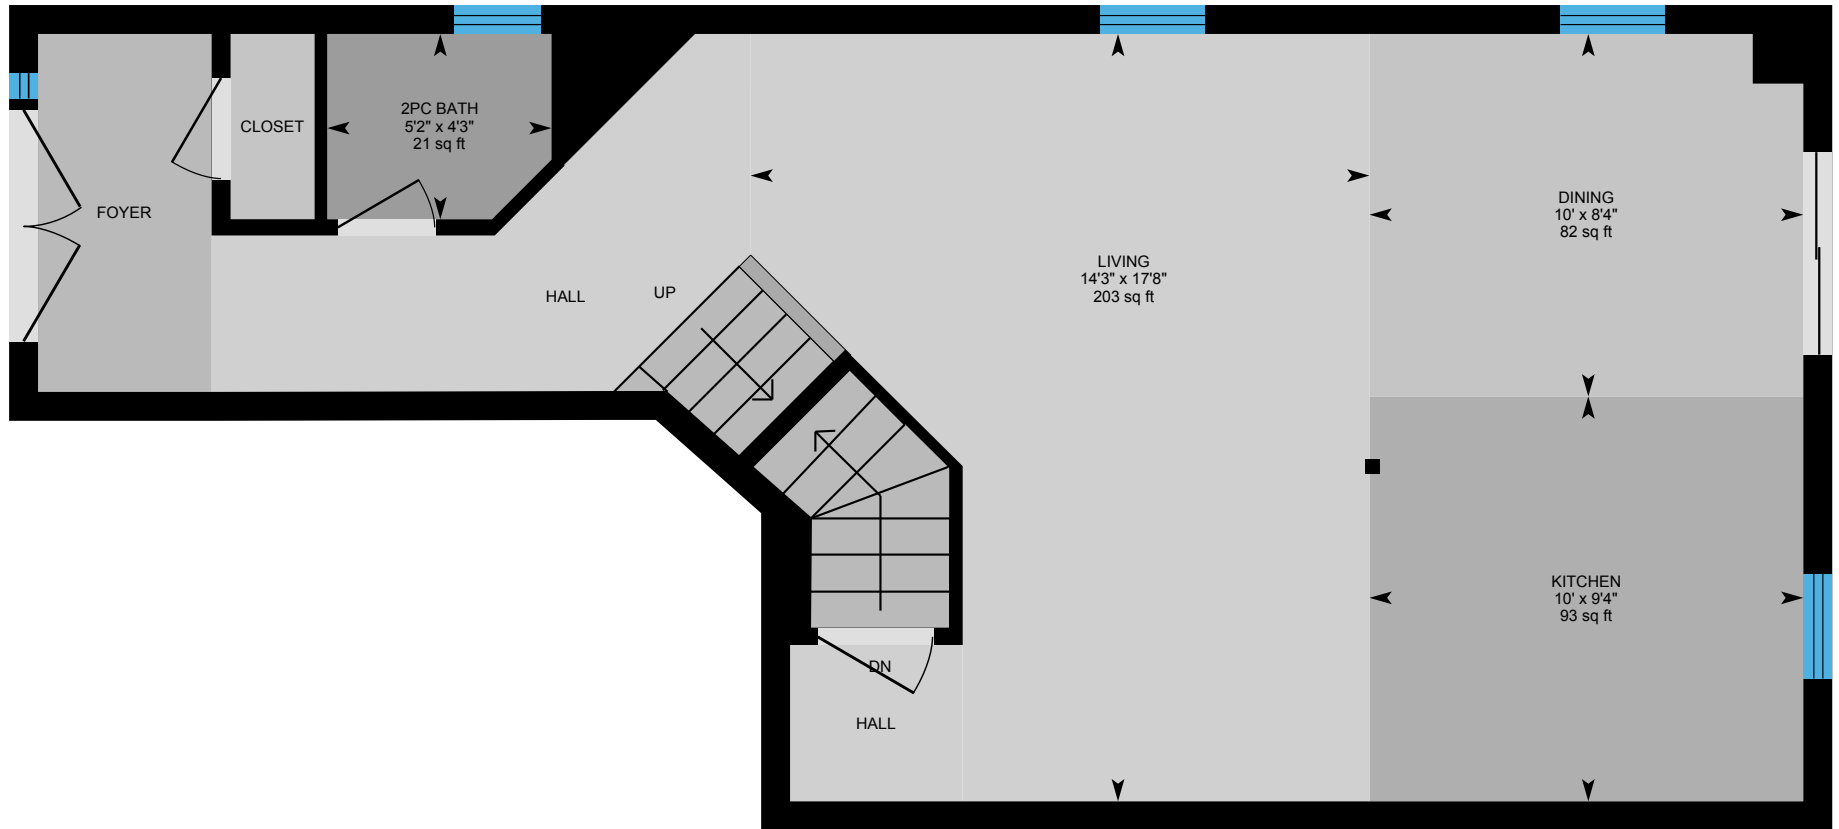 2PC BATH
5'2" x 4'3"
21 sq ft
CLOSET
FOYER
HALL
UP
LIVING
14'3" x 17'8"
203 sq ft
DINING
10' x 8'4"
82 sq ft
KITCHEN
10' x 9'4"
93 sq ft
DN
HALL